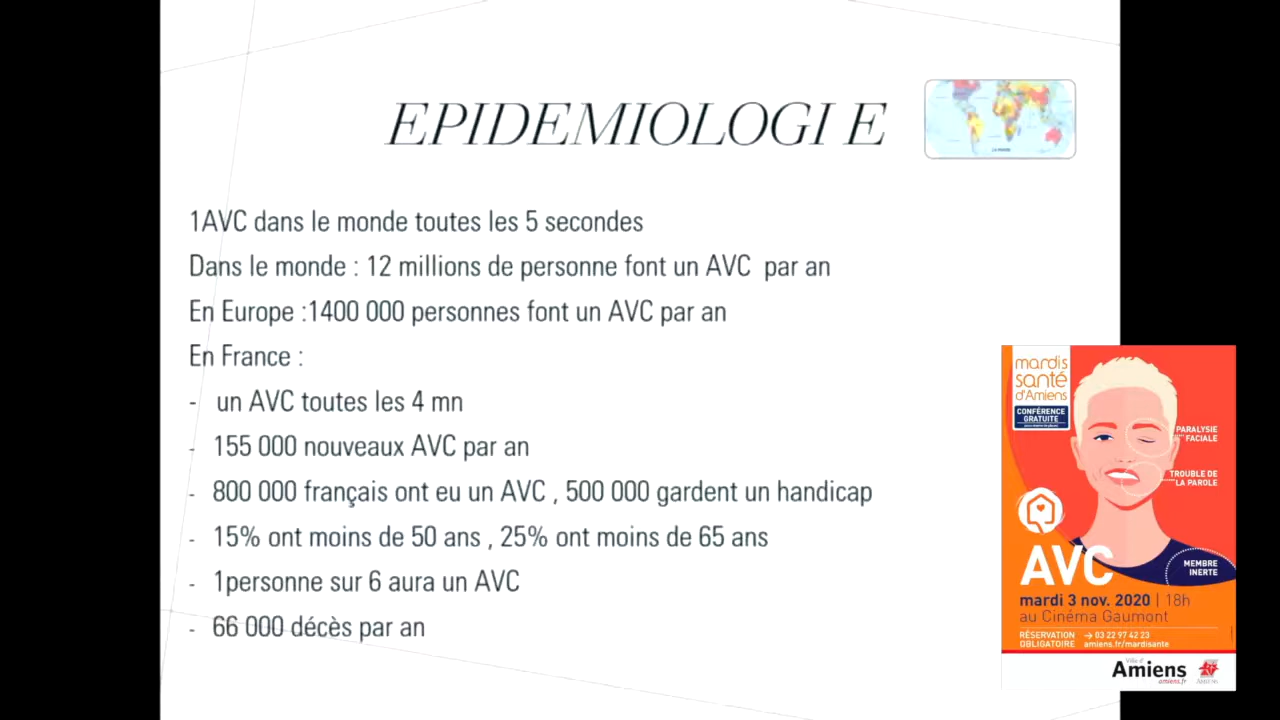 EPIDEMIOLOGI E
1AVC dans le monde toutes les 5 secondes
Dans le monde : 12 millions de personne font un AVC par an
En Europe :1400 000 personnes font un AVC par an
En France :
- un AVC toutes les 4 mn
- 155 000 nouveaux AVC par an
- 800 000 français ont eu un AVC , 500 000 gardent un handicap
- 15% ont moins de 50 ans , 25% ont moins de 65 ans
- 1personne sur 6 aura un AVC
- 66 000 décès par an
mardis
santé
d'Amiens
CONFÉRENCE
GRATUITE
PARALYSIE
FACIALE
TROUBLE DE
LA PAROLE
MEMBRE
INERTE
AVC
mardi 3 nov. 2020 | 18h
au Cinéma Gaumont
RÉSERVATION → 03 22 97 42 23
OBLIGATOIRE amiens.fr/mardisante
Ville d'
Amiens
amiens.fr